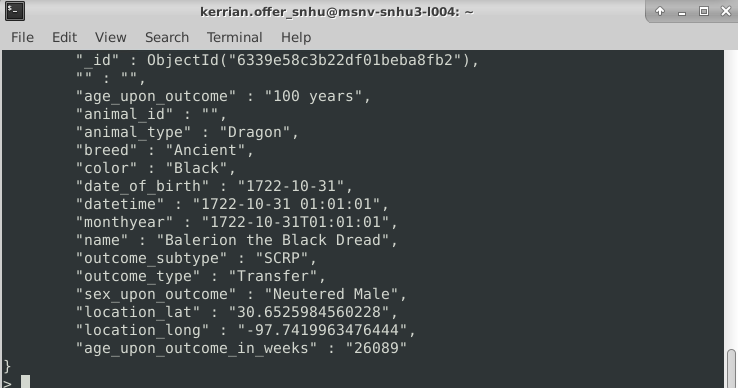 kerrian.offer_snhu@msnv-snhu3-l004: ~
File Edit View Search Terminal Help
"_id" : ObjectId("6339e58c3b22df01beba8fb2"),
"" : "",
"age_upon_outcome" : "100 years",
"animal_id" : "",
"animal_type" : "Dragon",
"breed" : "Ancient",
"color" : "Black",
"date_of_birth" : "1722-10-31",
"datetime" : "1722-10-31 01:01:01",
"monthyear" : "1722-10-31T01:01:01",
"name" : "Balerion the Black Dread",
"outcome_subtype" : "SCRP",
"outcome_type" : "Transfer",
"sex_upon_outcome" : "Neutered Male",
"location_lat" : "30.6525984560228",
"location_long" : "-97.7419963476444",
"age_upon_outcome_in_weeks" : "26089"
}
>